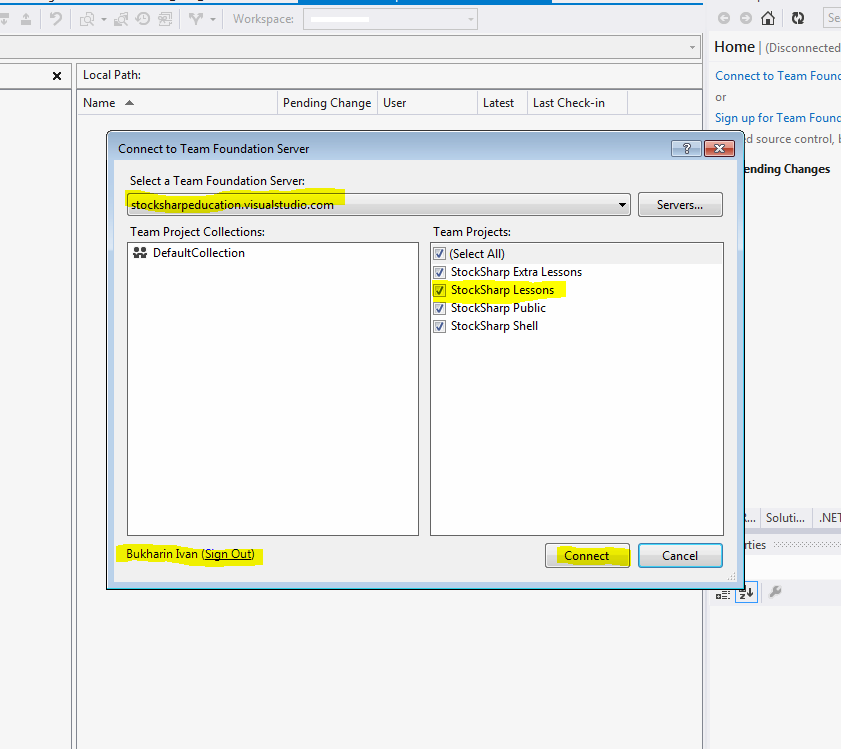 Workspace:
Se
Home | (Disconnected
Local Path:
Connect to Team Found
Name
Pending Change
User
Latest
Last Check-in
or
Sign up for Team Found
d source control, b
Connect to Team Foundation Server
?
ending Changes
Select a Team Foundation Server:
stocksharpeducation.visualstudio.com
Servers...
Team Project Collections:
Team Projects:
DefaultCollection
(Select All)
StockSharp Extra Lessons
StockSharp Lessons
StockSharp Public
StockSharp Shell
R...
Soluti...
.NET
rties
Bukharin Ivan (Sign Out)
Connect
Cancel